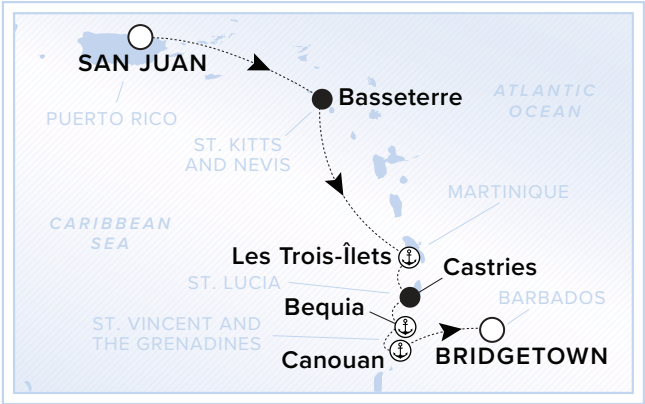 SAN JUAN
Basseterre
ATLANTIC
OCEAN
PUERTO RICO
ST. KITTS
AND NEVIS
MARTINIQUE
CARIBBEAN
SEA
Les Trois-Îlets
Castries
ST. LUCIA
BARBADOS
Bequia
ST. VINCENT AND
THE GRENADINES
Canouan
BRIDGETOWN